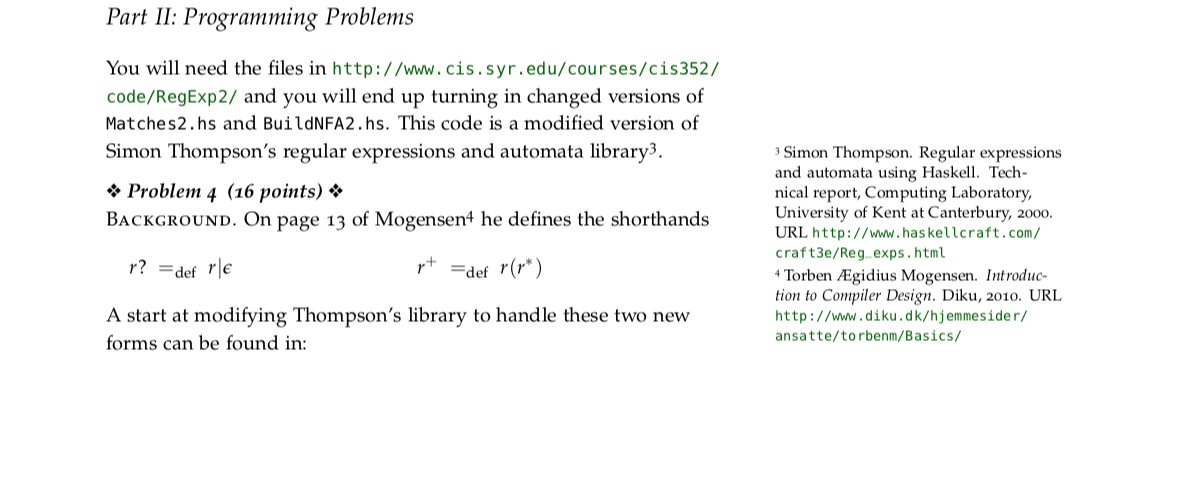 Part II: Programming Problems
You will need the files in http://www.cis.syr.edu/courses/cis352/
code/RegExp2/ and you will end up turning in changed versions of
Matches2.hs and BuildNFA2.hs. This code is a modified version of
Simon Thompson's regular expressions and automata library³.
❖ Problem 4 (16 points) ❖
BACKGROUND. On page 13 of Mogensen⁴ he defines the shorthands
r? =def r|ϵ r⁺ =def r(r*)
A start at modifying Thompson's library to handle these two new
forms can be found in:
³ Simon Thompson. Regular expressions
and automata using Haskell. Tech-
nical report, Computing Laboratory,
University of Kent at Canterbury, 2000.
URL http://www.haskellcraft.com/
craft3e/Reg_exps.html
⁴ Torben Ægidius Mogensen. Introduc-
tion to Compiler Design. Diku, 2010. URL
http://www.diku.dk/hjemmesider/
ansatte/torbenm/Basics/